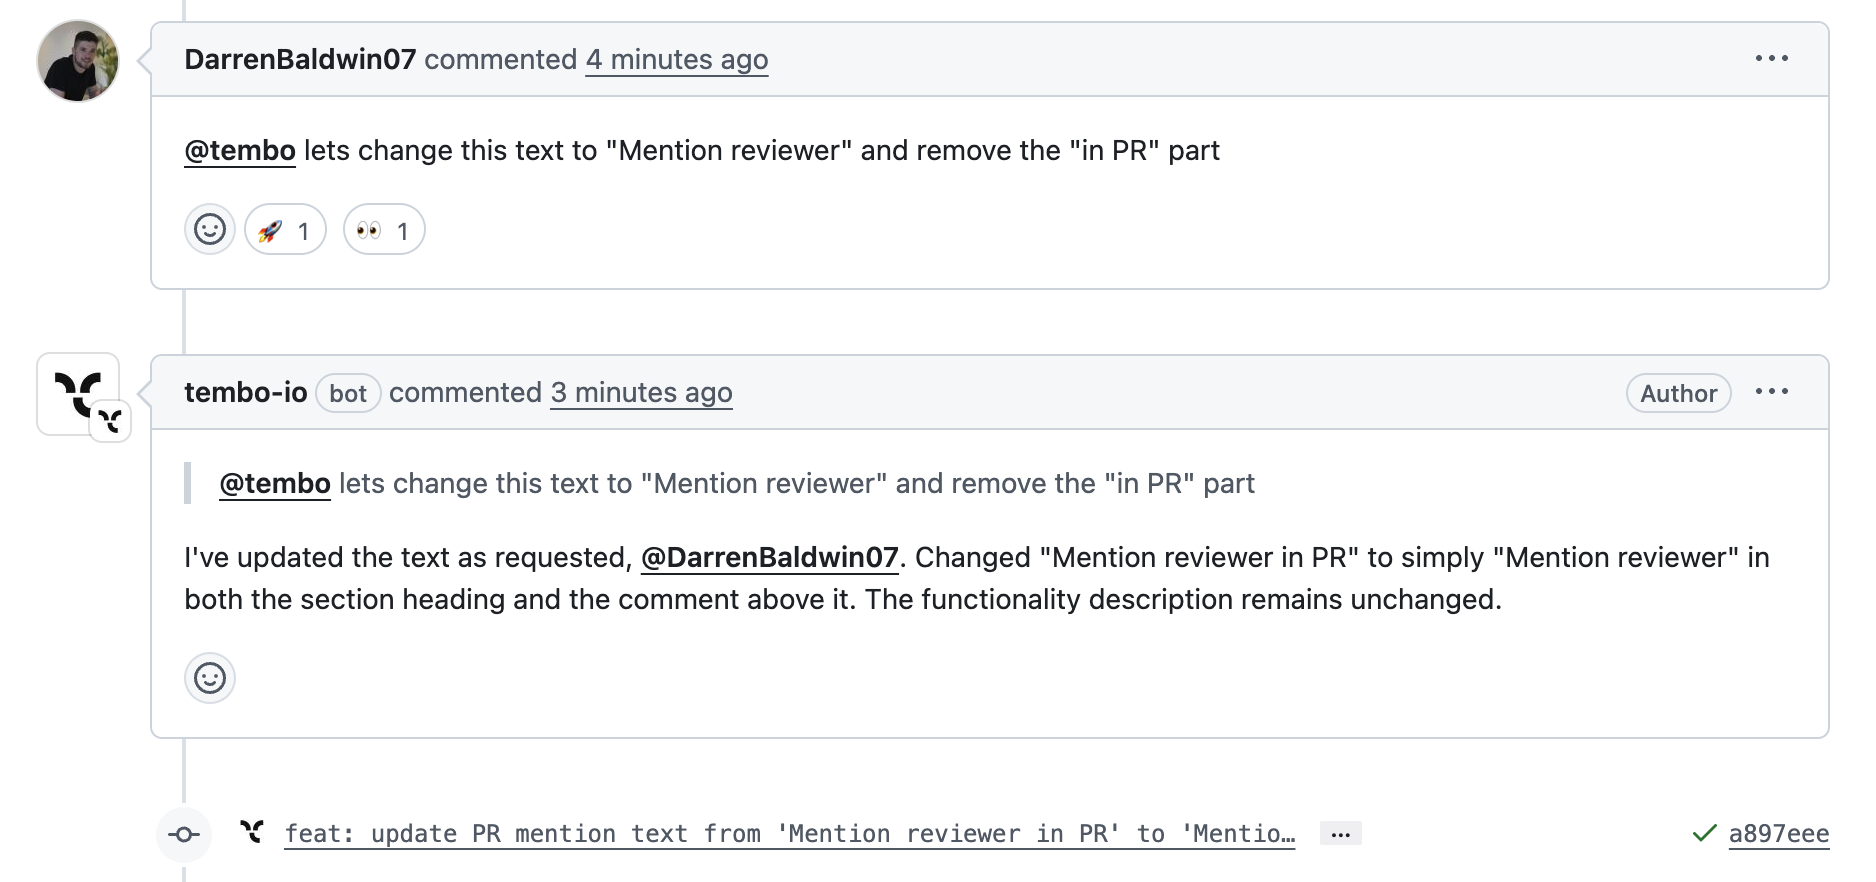 DarrenBaldwin07 commented 4 minutes ago
@tembo lets change this text to "Mention reviewer" and remove the "in PR" part
1 1
tembo-io bot commented 3 minutes ago Author
@tembo lets change this text to "Mention reviewer" and remove the "in PR" part
I've updated the text as requested, @DarrenBaldwin07. Changed "Mention reviewer in PR" to simply "Mention reviewer" in
both the section heading and the comment above it. The functionality description remains unchanged.
feat: update PR mention text from 'Mention reviewer in PR' to 'Mentio… … a897eee